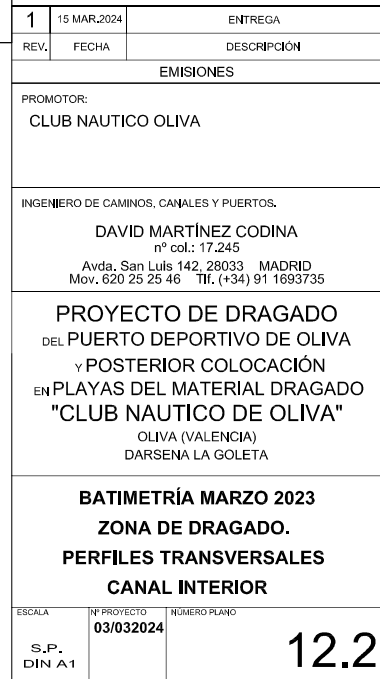 1 15 MAR.2024 ENTREGA
REV. FECHA DESCRIPCIÓN
EMISIONES
PROMOTOR:
CLUB NAUTICO OLIVA
INGENIERO DE CAMINOS, CANALES Y PUERTOS.
DAVID MARTÍNEZ CODINA
nº col.: 17.245
Avda. San Luis 142, 28033 MADRID
Mov. 620 25 25 46 Tlf. (+34) 91 1693735
PROYECTO DE DRAGADO
DEL PUERTO DEPORTIVO DE OLIVA
Y POSTERIOR COLOCACIÓN
EN PLAYAS DEL MATERIAL DRAGADO
"CLUB NAUTICO DE OLIVA"
OLIVA (VALENCIA)
DARSENA LA GOLETA
BATIMETRÍA MARZO 2023
ZONA DE DRAGADO.
PERFILES TRANSVERSALES
CANAL INTERIOR
ESCALA Nº PROYECTO NÚMERO PLANO
03/032024
S.P.
DIN A1
12.2